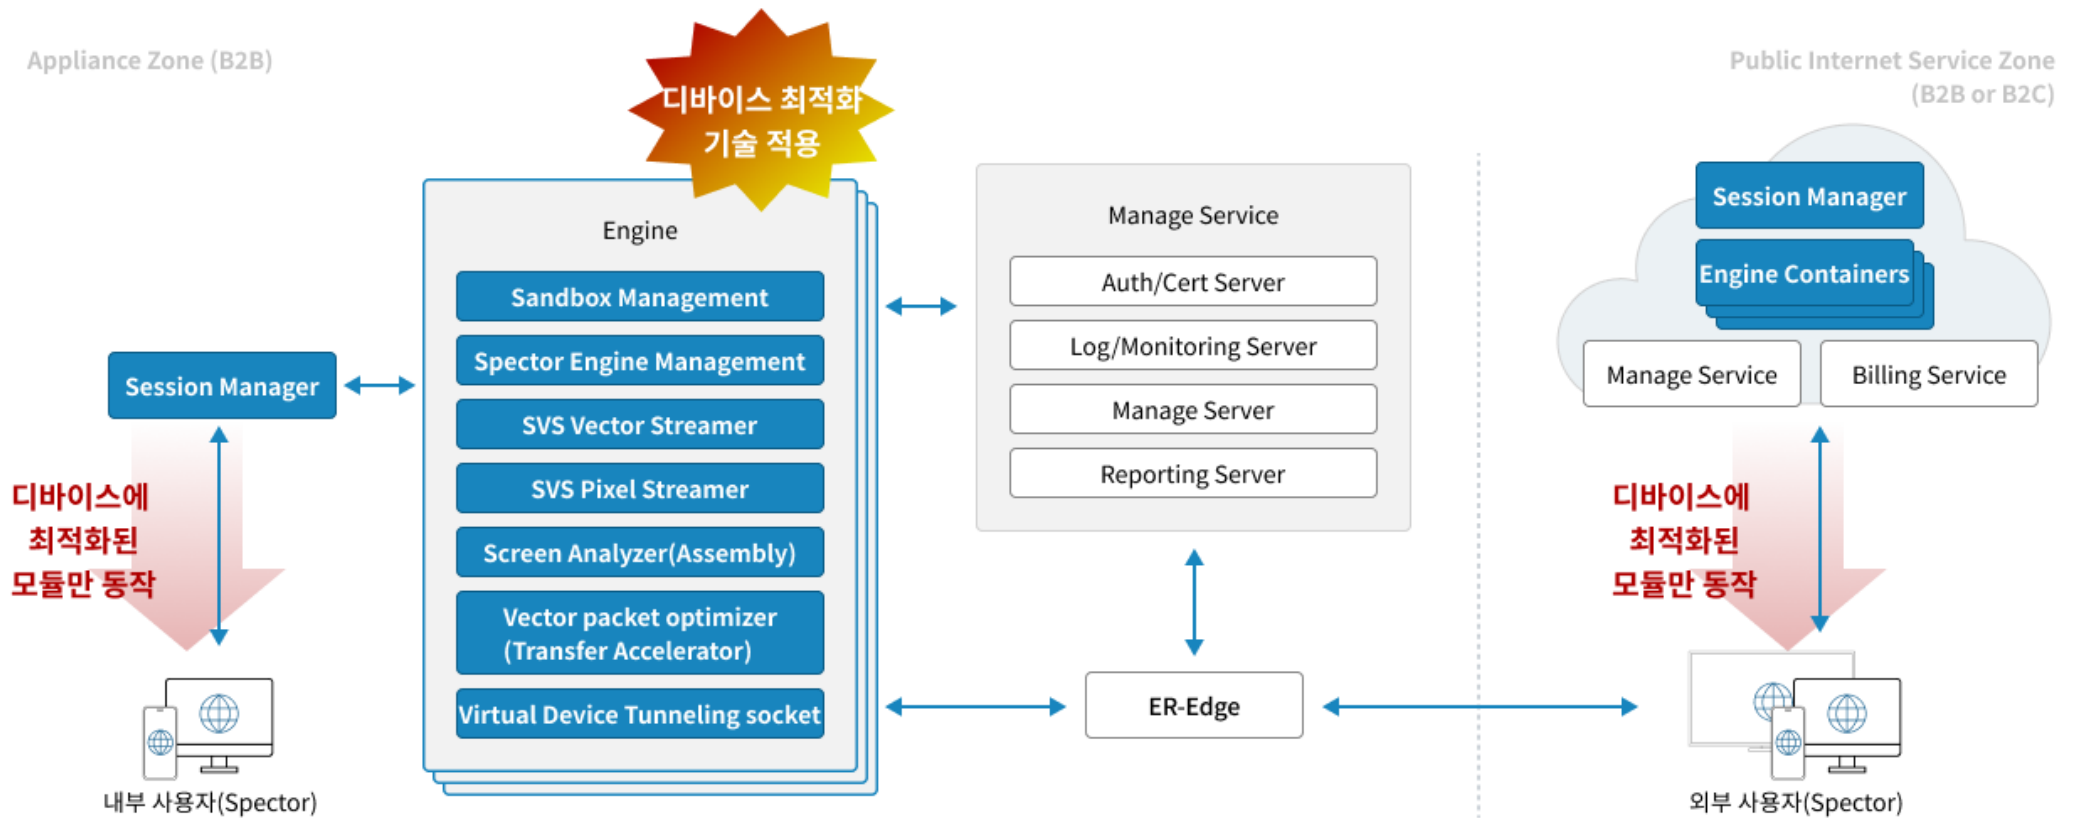 Appliance Zone (B2B)
디바이스 최적화
기술 적용
Public Internet Service Zone
(B2B or B2C)
Session Manager
디바이스에
최적화된
모듈만 동작
내부 사용자(Spector)
Engine
Sandbox Management
Spector Engine Management
SVS Vector Streamer
SVS Pixel Streamer
Screen Analyzer(Assembly)
Vector packet optimizer
(Transfer Accelerator)
Virtual Device Tunneling socket
Manage Service
Auth/Cert Server
Log/Monitoring Server
Manage Server
Reporting Server
ER-Edge
Session Manager
Engine Containers
Manage Service
Billing Service
디바이스에
최적화된
모듈만 동작
외부 사용자(Spector)